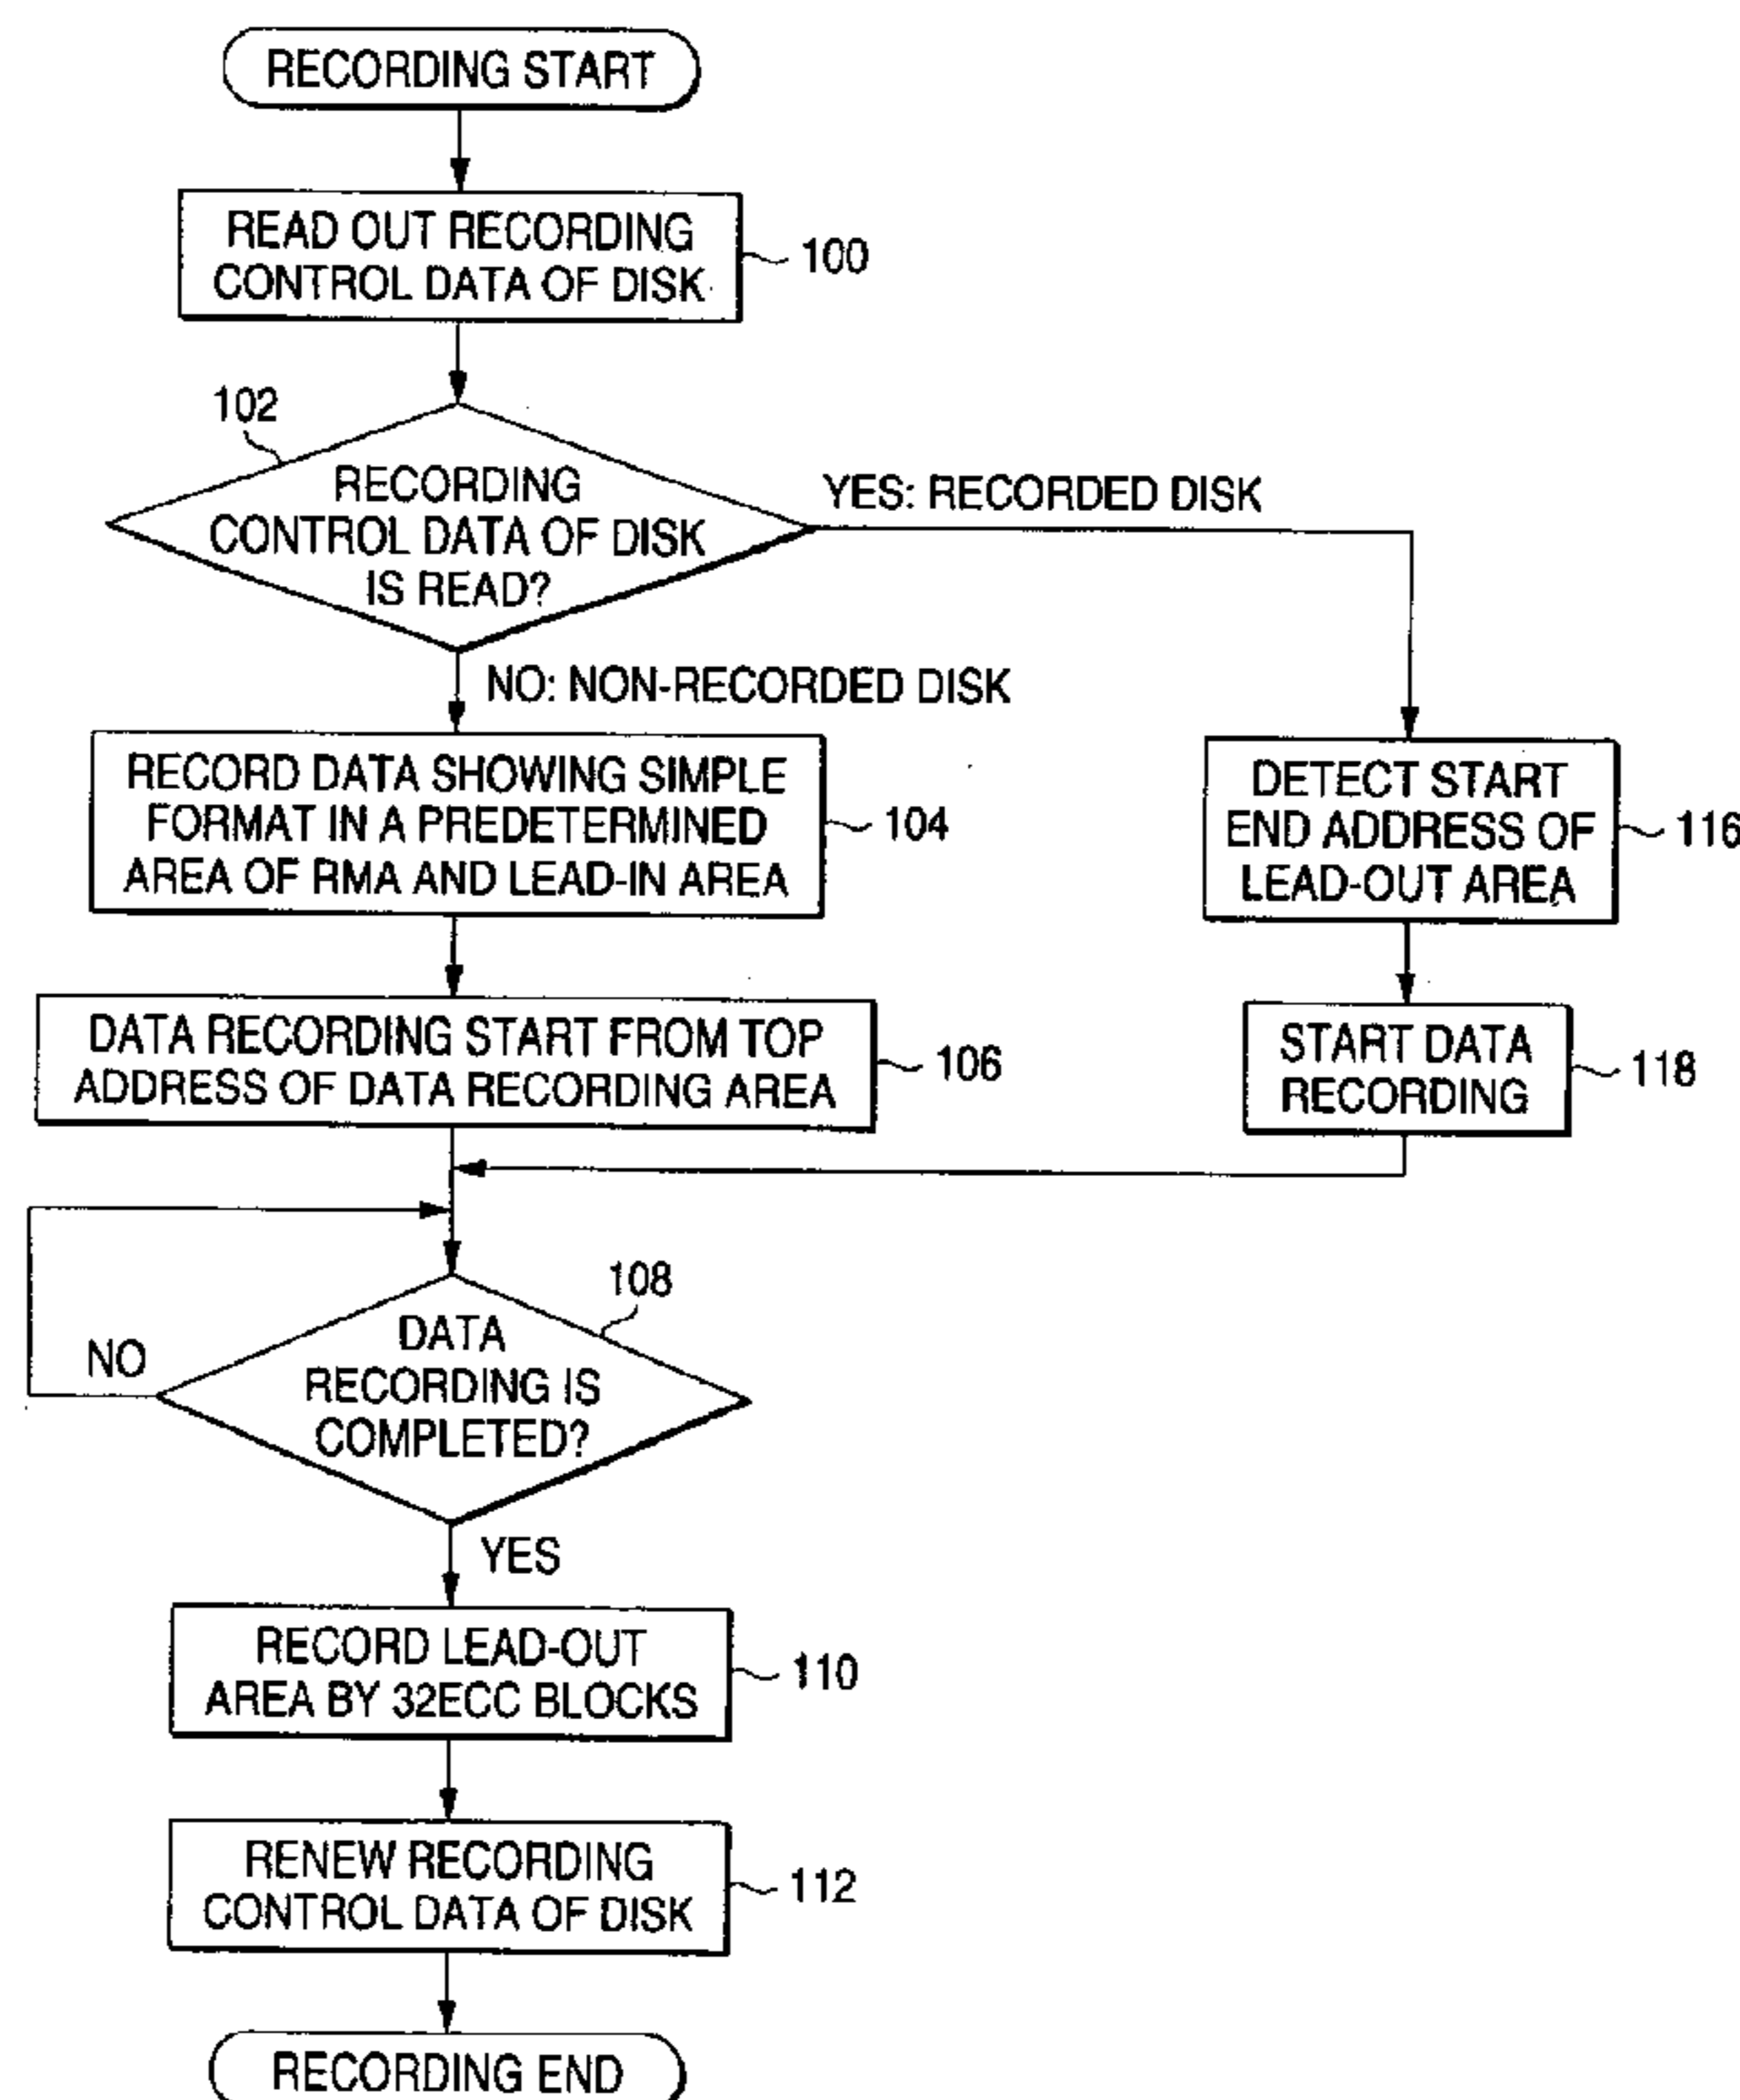 RECORDING START
READ OUT RECORDING
CONTROL DATA OF DISK
100
102
RECORDING
CONTROL DATA OF DISK
IS READ?
YES: RECORDED DISK
NO: NON-RECORDED DISK
RECORD DATA SHOWING SIMPLE
FORMAT IN A PREDETERMINED
AREA OF RMA AND LEAD-IN AREA
104
DETECT START
END ADDRESS OF
LEAD-OUT AREA
116
DATA RECORDING START FROM TOP
ADDRESS OF DATA RECORDING AREA
106
START DATA
RECORDING
118
108
DATA
RECORDING IS
COMPLETED?
NO
YES
RECORD LEAD-OUT
AREA BY 32ECC BLOCKS
110
RENEW RECORDING
CONTROL DATA OF DISK
112
RECORDING END